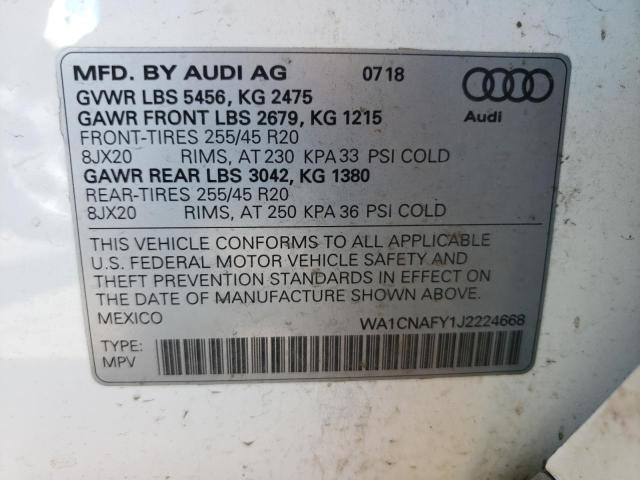 MFD. BY AUDI AG 0718
GVWR LBS 5456, KG 2475
GAWR FRONT LBS 2679, KG 1215
FRONT-TIRES 255/45 R20
8JX20 RIMS, AT 230 KPA 33 PSI COLD
GAWR REAR LBS 3042, KG 1380
REAR-TIRES 255/45 R20
8JX20 RIMS, AT 250 KPA 36 PSI COLD
Audi
THIS VEHICLE CONFORMS TO ALL APPLICABLE
U.S. FEDERAL MOTOR VEHICLE SAFETY AND
THEFT PREVENTION STANDARDS IN EFFECT ON
THE DATE OF MANUFACTURE SHOWN ABOVE.
MEXICO WA1CNAFY1J2224668
TYPE:
MPV